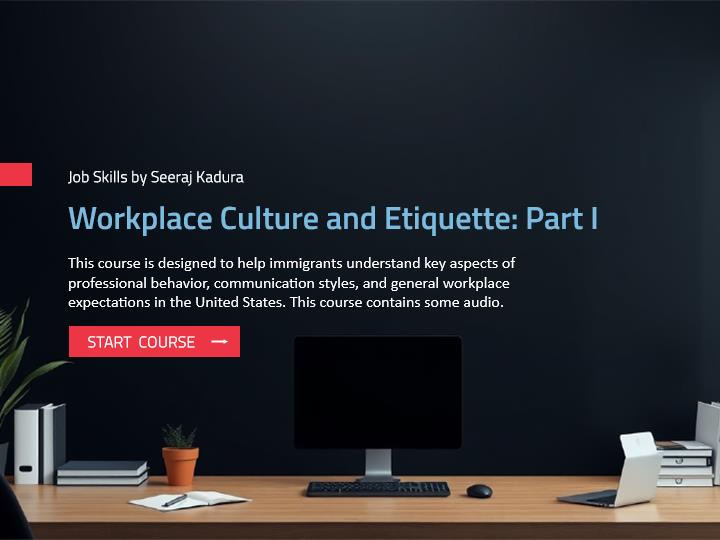 Job Skills by Seeraj Kadura
Workplace Culture and Etiquette: Part I
This course is designed to help immigrants understand key aspects of
professional behavior, communication styles, and general workplace
expectations in the United States. This course contains some audio.
START COURSE